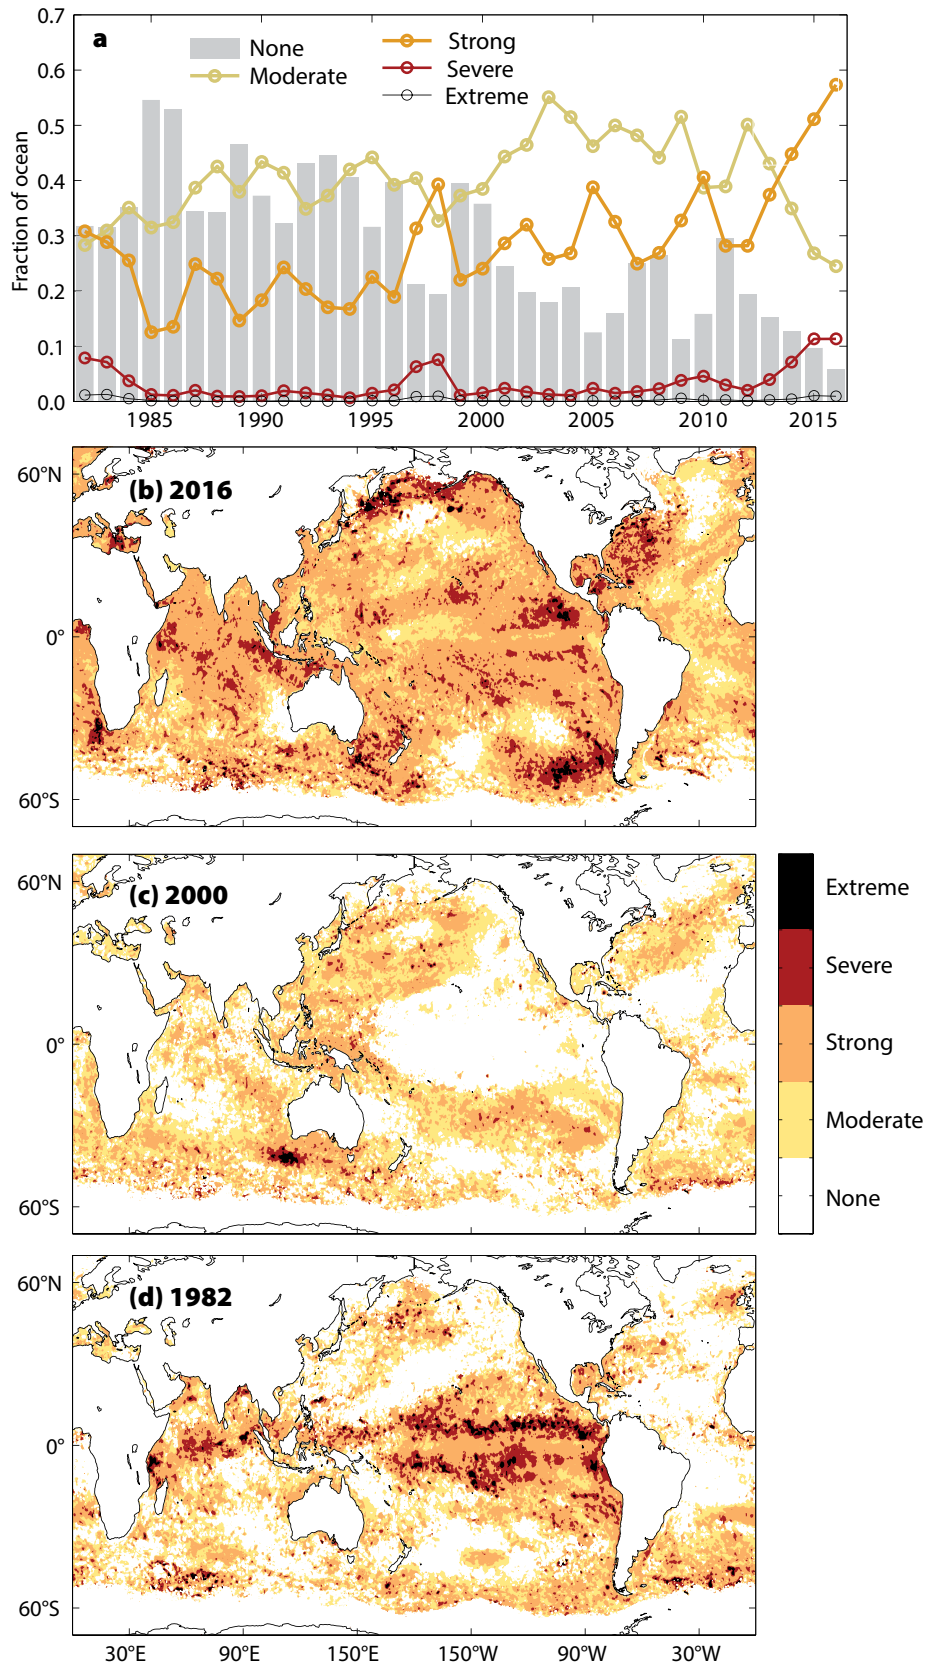 0.7
a
None
Moderate
Strong
Severe
Extreme
0.6
0.5
0.4
0.3
0.2
0.1
0.0
Fraction of ocean
1985 1990 1995 2000 2005 2010 2015
(b) 2016
60°N
0°
60°S
(c) 2000
60°N
0°
60°S
Extreme
Severe
Strong
Moderate
None
(d) 1982
60°N
0°
60°S
30°E 90°E 150°E 150°W 90°W 30°W